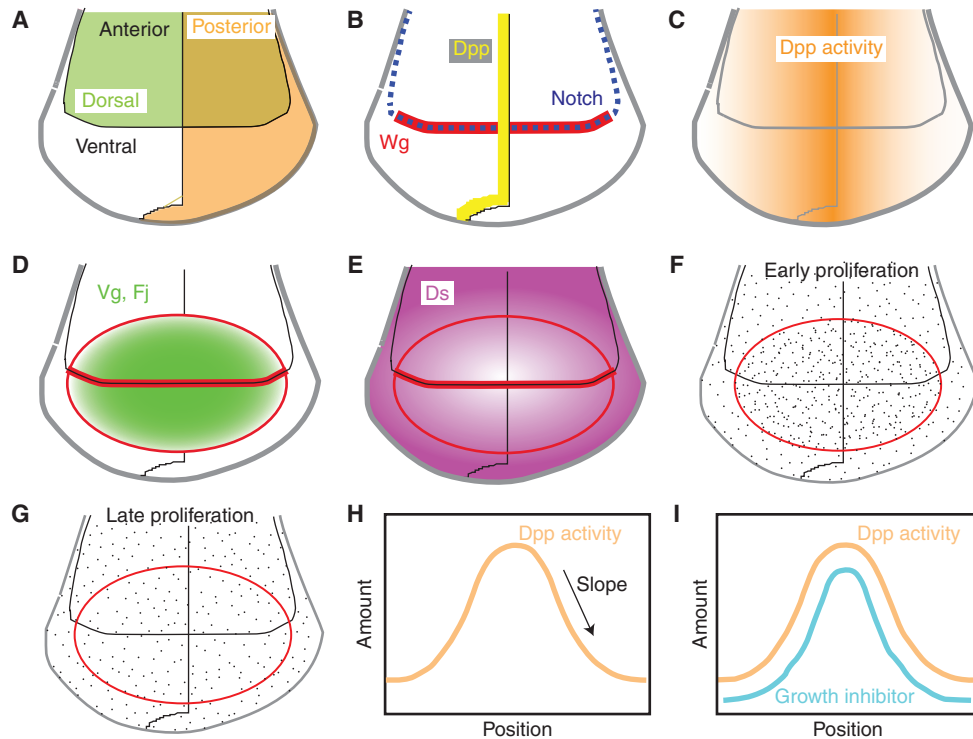 A
Anterior
Posterior
Dorsal
Ventral
B
Dpp
Notch
Wg
C
Dpp activity
D
Vg, Fj
E
Ds
F
Early proliferation
G
Late proliferation
H
Dpp activity
Slope
Amount
Position
I
Dpp activity
Amount
Growth inhibitor
Position